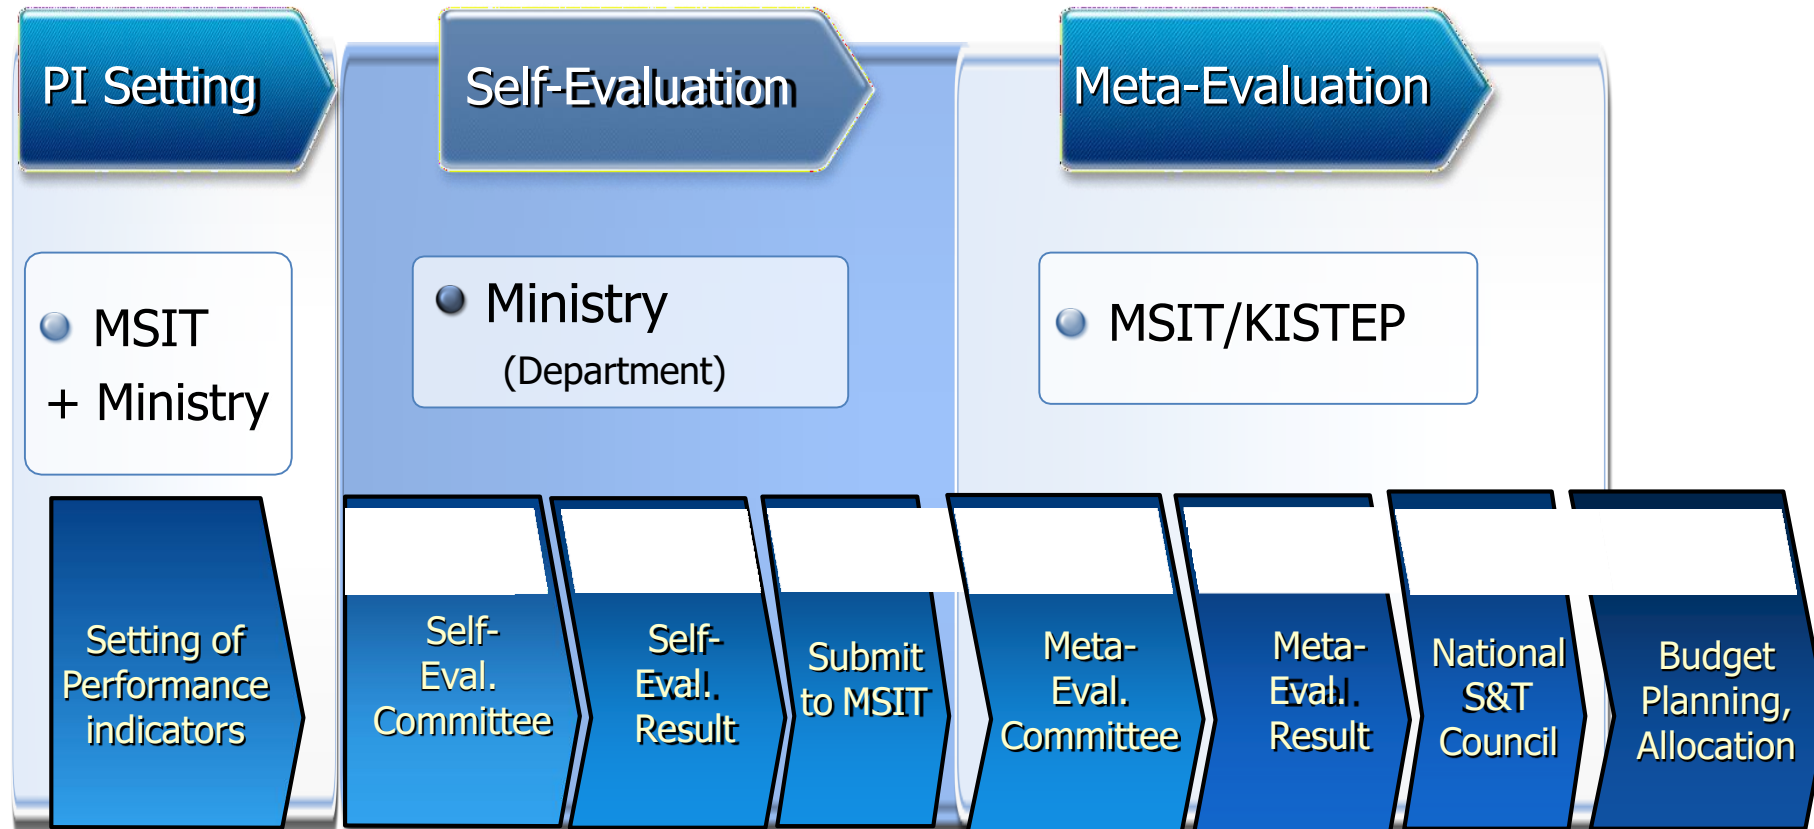 PI Setting
Self-Evaluation
Meta-Evaluation
MSIT
+ Ministry
Ministry
(Department)
MSIT/KISTEP
Setting of
Performance
indicators
Self-
Eval.
Committee
Self-
Eval.
Result
Submit
to MSIT
Meta-
Eval.
Committee
Meta-
Eval.
Result
National
S&T
Council
Budget
Planning,
Allocation